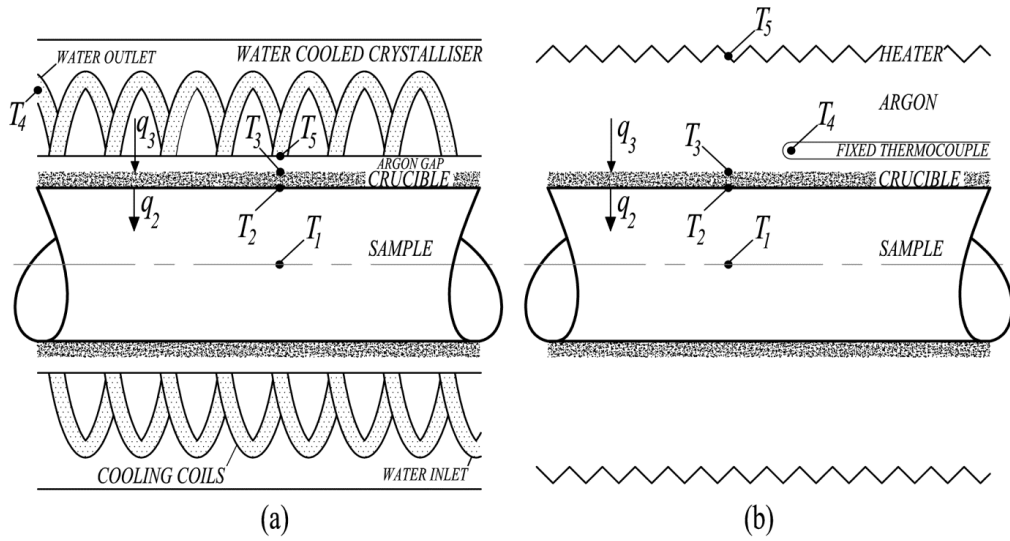 WATER OUTLET
WATER COOLED CRYSTALLISER
T4
q3
T3
T5
ARGON GAP
CRUCIBLE
q2
T2
T1
SAMPLE
COOLING COILS
WATER INLET
(a)
T5
HEATER
ARGON
q3
T3
T4
FIXED THERMOCOUPLE
CRUCIBLE
q2
T2
T1
SAMPLE
(b)